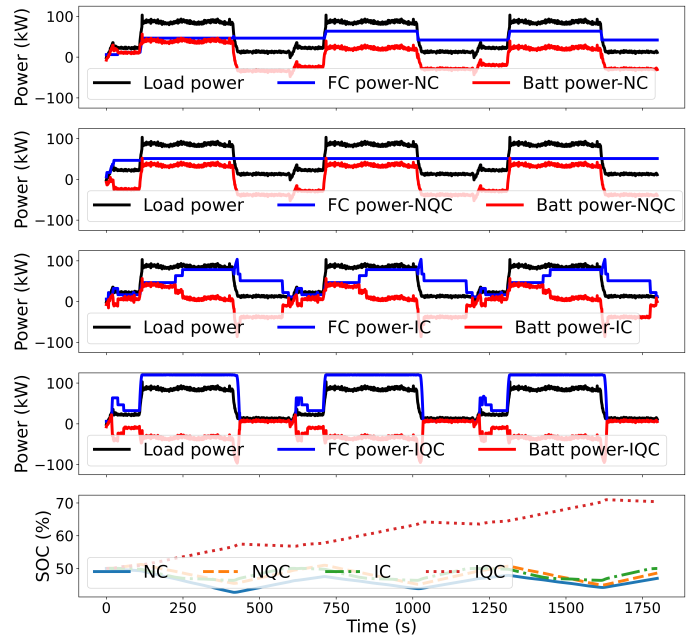 Power (kW)
100
0
−100
Load power FC power-NC Batt power-NC
Power (kW)
100
0
−100
Load power FC power-NQC Batt power-NQC
Power (kW)
100
0
−100
Load power FC power-IC Batt power-IC
Power (kW)
100
0
−100
Load power FC power-IQC Batt power-IQC
SOC (%)
70
60
50
NC NQC IC IQC
0 250 500 750 1000 1250 1500 1750
Time (s)